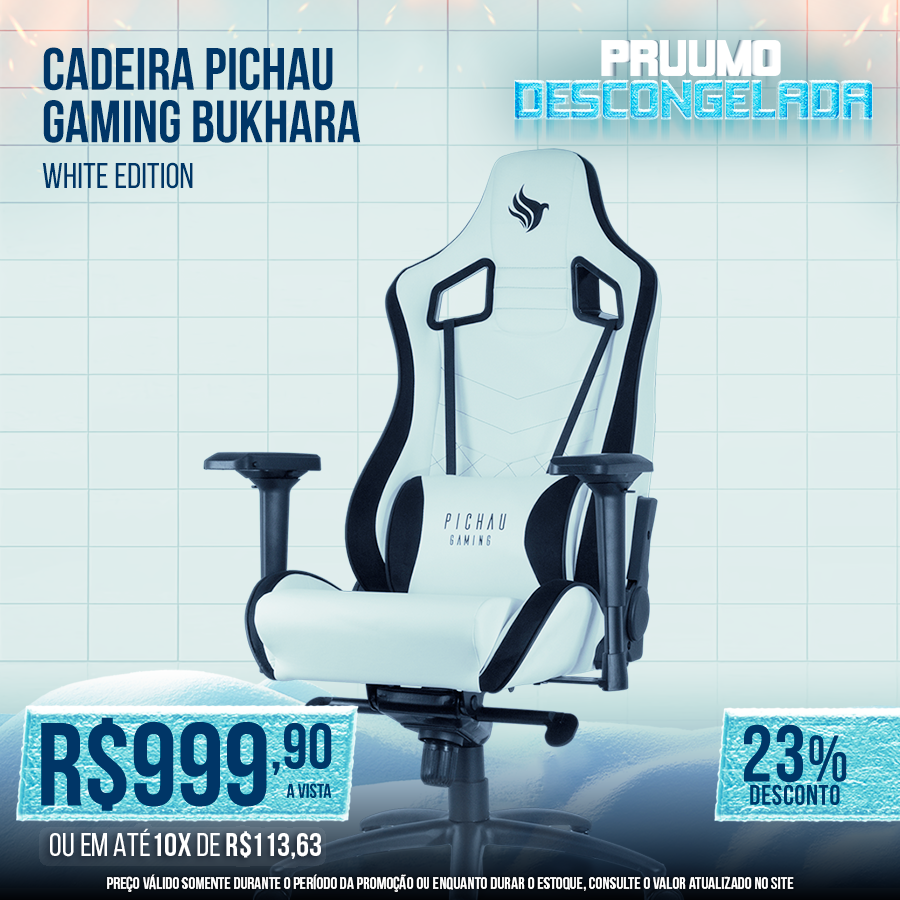 CADEIRA PICHAU
GAMING BUKHARA
WHITE EDITION
PRUUMO
DESCONGELADA
PICHAU
GAMING
R$999,90
A VISTA
OU EM ATÉ 10X DE R$113,63
23%
DESCONTO
PREÇO VÁLIDO SOMENTE DURANTE O PERÍODO DA PROMOÇÃO OU ENQUANTO DURAR O ESTOQUE, CONSULTE O VALOR ATUALIZADO NO SITE